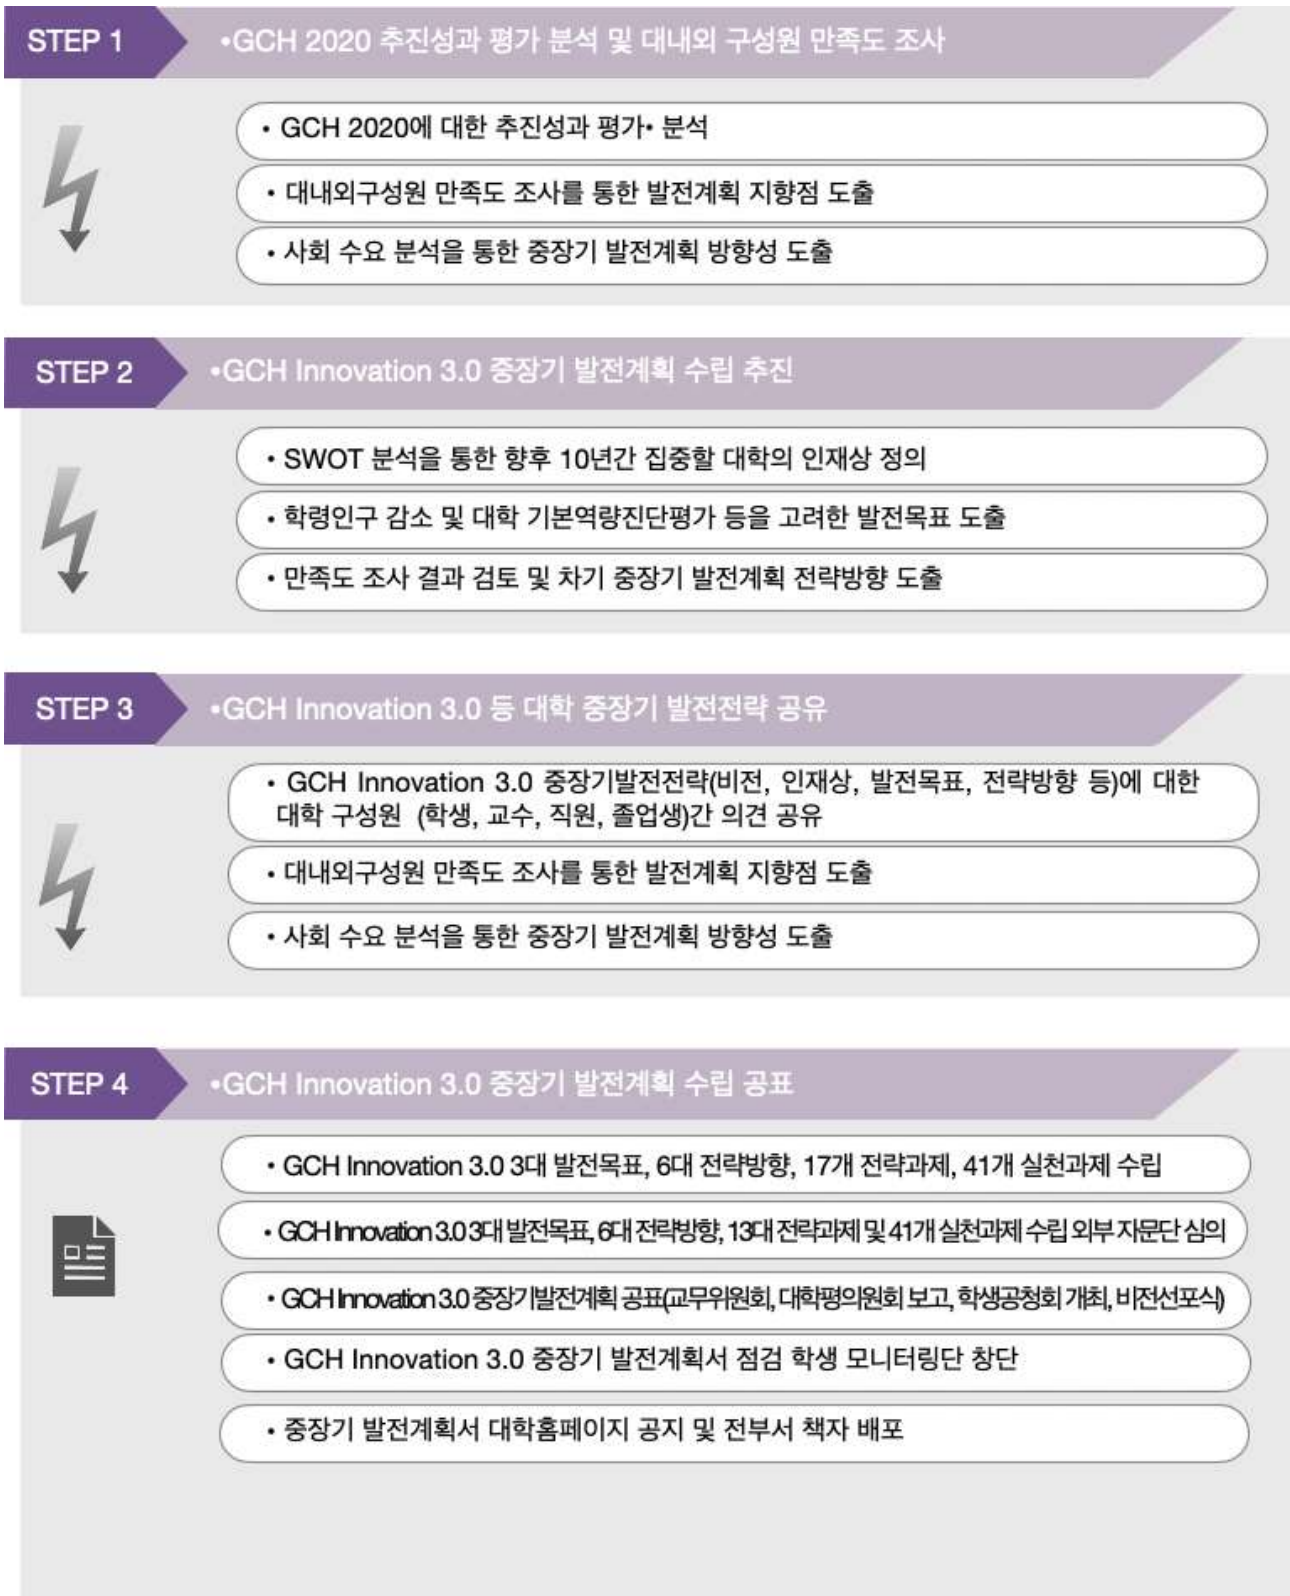 STEP 1
•GCH 2020 추진성과 평가 분석 및 대내외 구성원 만족도 조사
• GCH 2020에 대한 추진성과 평가• 분석
• 대내외구성원 만족도 조사를 통한 발전계획 지향점 도출
• 사회 수요 분석을 통한 중장기 발전계획 방향성 도출
STEP 2
•GCH Innovation 3.0 중장기 발전계획 수립 추진
• SWOT 분석을 통한 향후 10년간 집중할 대학의 인재상 정의
• 학령인구 감소 및 대학 기본역량진단평가 등을 고려한 발전목표 도출
• 만족도 조사 결과 검토 및 차기 중장기 발전계획 전략방향 도출
STEP 3
•GCH Innovation 3.0 등 대학 중장기 발전전략 공유
• GCH Innovation 3.0 중장기발전전략(비전, 인재상, 발전목표, 전략방향 등)에 대한
대학 구성원 (학생, 교수, 직원, 졸업생)간 의견 공유
• 대내외구성원 만족도 조사를 통한 발전계획 지향점 도출
• 사회 수요 분석을 통한 중장기 발전계획 방향성 도출
STEP 4
•GCH Innovation 3.0 중장기 발전계획 수립 공표
• GCH Innovation 3.0 3대 발전목표, 6대 전략방향, 17개 전략과제, 41개 실천과제 수립
• GCH Innovation 3.0 3대 발전목표, 6대 전략방향, 13대 전략과제 및 41개 실천과제 수립 외부 자문단 심의
• GCH Innovation 3.0 중장기발전계획 공표(교무위원회, 대학평의원회 보고, 학생공청회 개최, 비전선포식)
• GCH Innovation 3.0 중장기 발전계획서 점검 학생 모니터링단 창단
• 중장기 발전계획서 대학홈페이지 공지 및 전부서 책자 배포